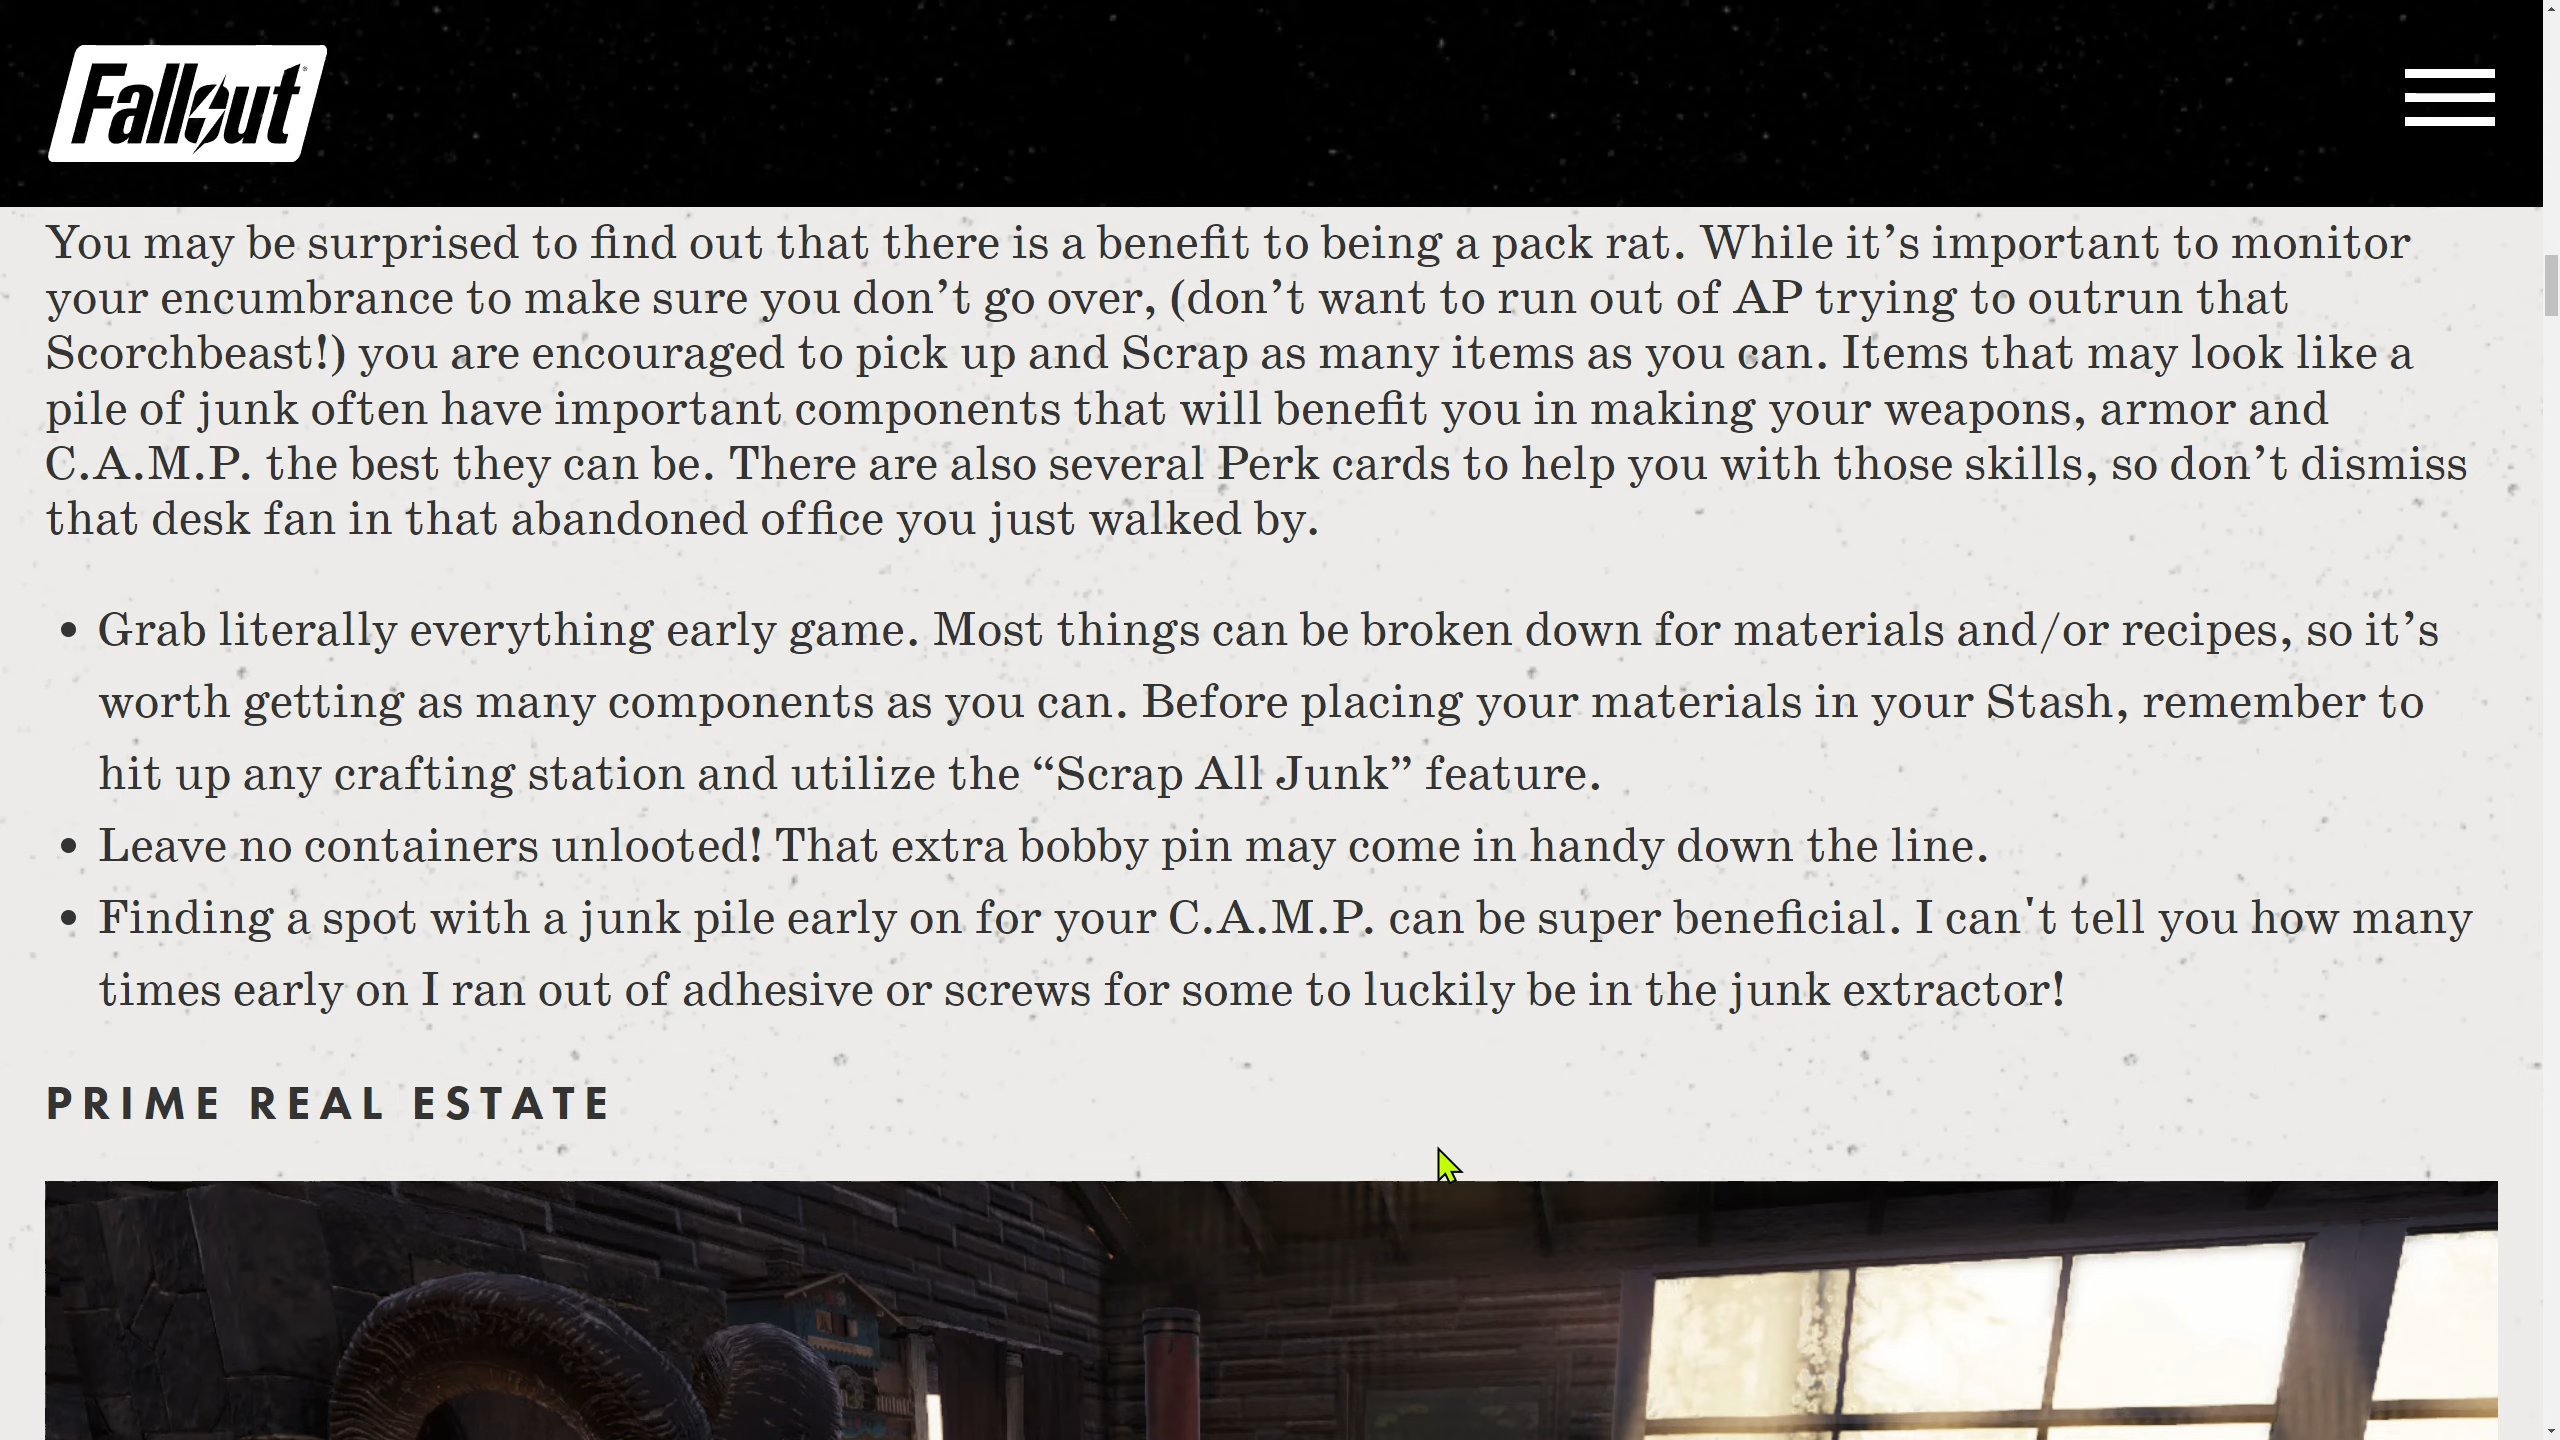 Fallout
You may be surprised to find out that there is a benefit to being a pack rat. While it’s important to monitor
your encumbrance to make sure you don’t go over, (don’t want to run out of AP trying to outrun that
Scorchbeast!) you are encouraged to pick up and Scrap as many items as you can. Items that may look like a
pile of junk often have important components that will benefit you in making your weapons, armor and
C.A.M.P. the best they can be. There are also several Perk cards to help you with those skills, so don’t dismiss
that desk fan in that abandoned office you just walked by.
• Grab literally everything early game. Most things can be broken down for materials and/or recipes, so it’s
worth getting as many components as you can. Before placing your materials in your Stash, remember to
hit up any crafting station and utilize the “Scrap All Junk” feature.
• Leave no containers unlooted! That extra bobby pin may come in handy down the line.
• Finding a spot with a junk pile early on for your C.A.M.P. can be super beneficial. I can't tell you how many
times early on I ran out of adhesive or screws for some to luckily be in the junk extractor!
PRIME REAL ESTATE